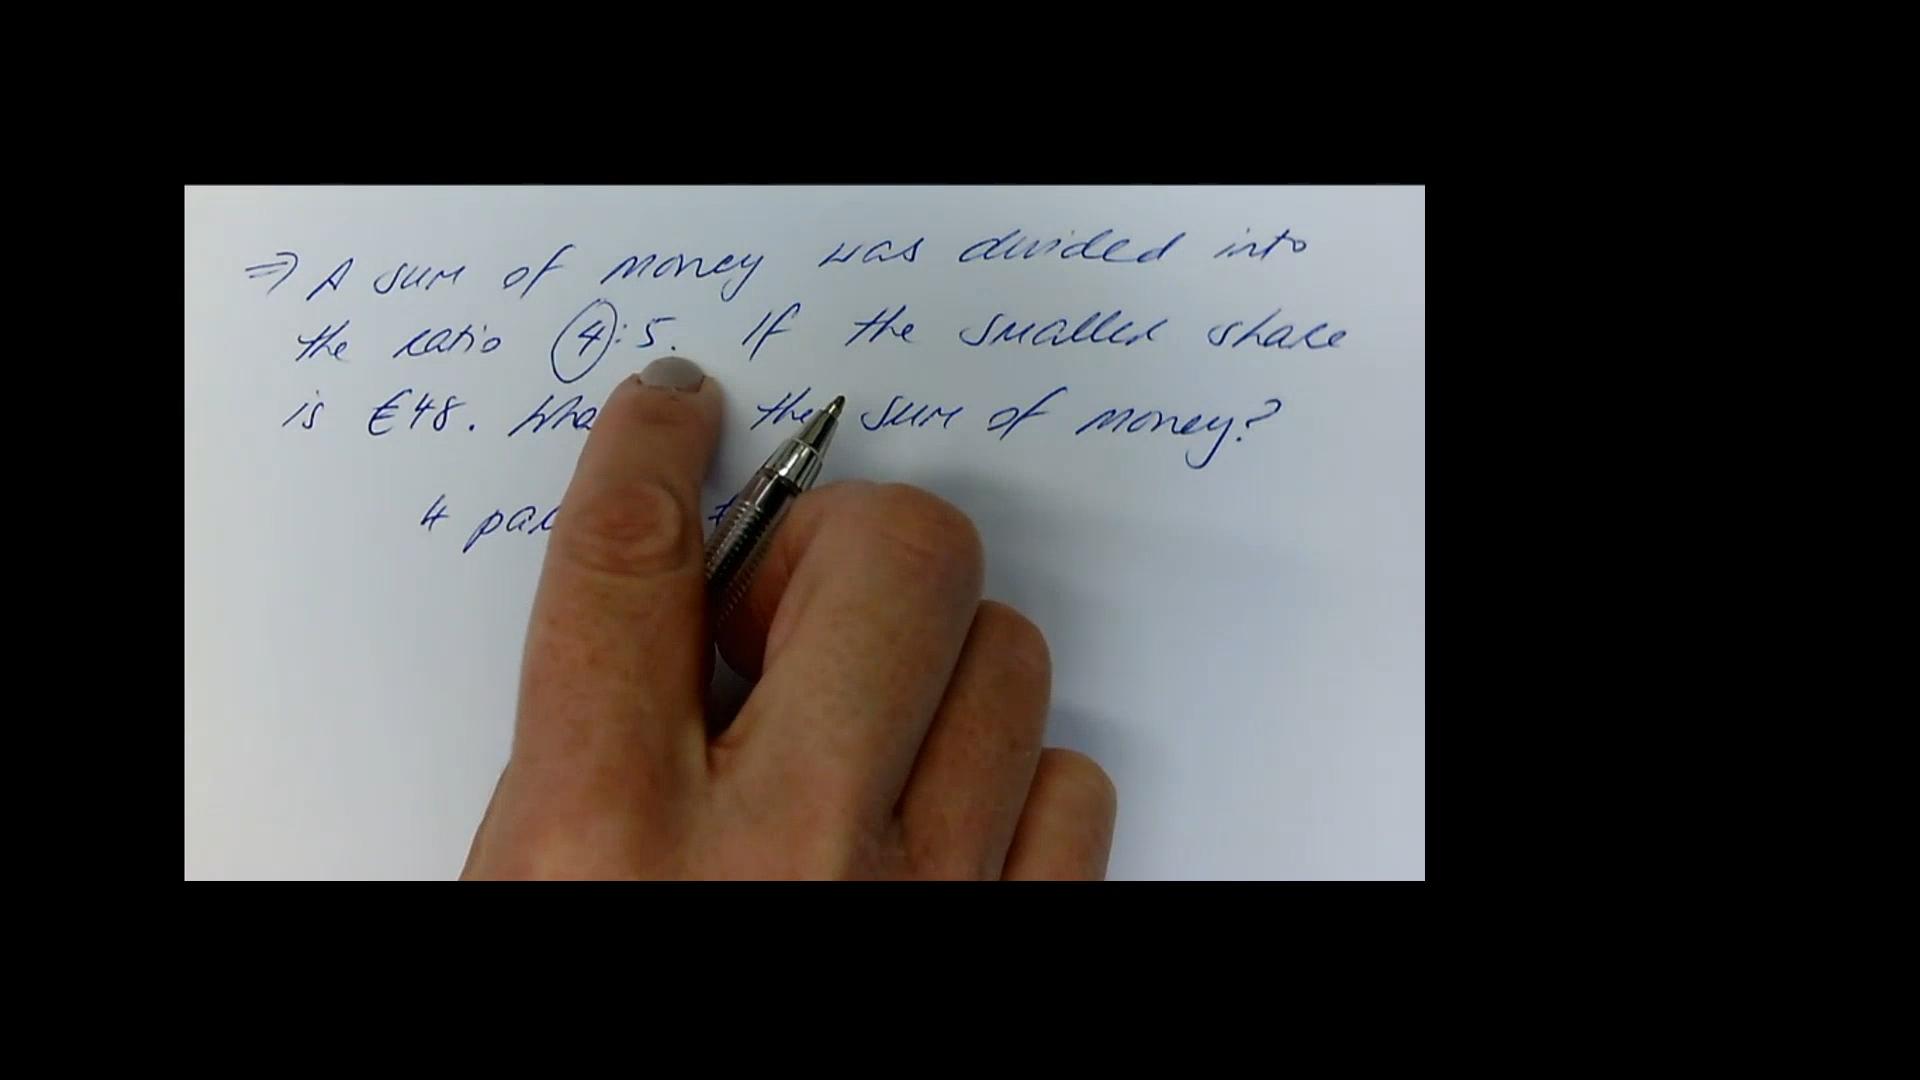 ⇒ A sum of money was divided into
the ratio 4:5. If the smaller share
is €48. the sum of money?
4